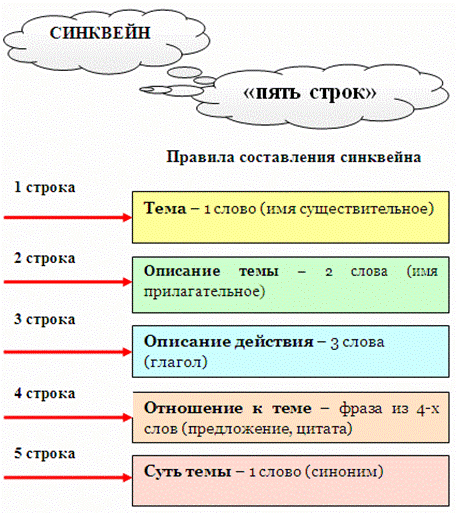 СИНКВЕЙН
«пять строк»
Правила составления синквейна
1 строка
Тема – 1 слово (имя существительное)
2 строка
Описание темы – 2 слова (имя
прилагательное)
3 строка
Описание действия – 3 слова
(глагол)
4 строка
Отношение к теме – фраза из 4-х
слов (предложение, цитата)
5 строка
Суть темы – 1 слово (синоним)